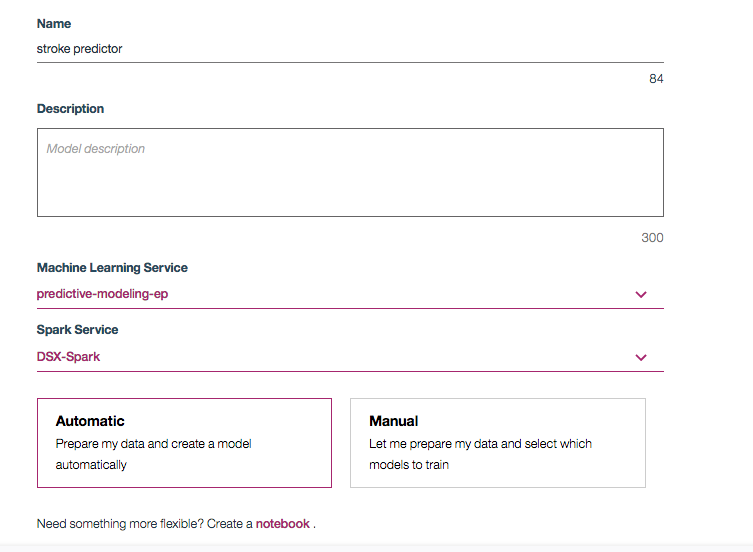 Name
stroke predictor
84
Description
Model description
300
Machine Learning Service
predictive-modeling-ep
Spark Service
DSX-Spark
Automatic
Prepare my data and create a model
automatically
Manual
Let me prepare my data and select which
models to train
Need something more flexible? Create a notebook .